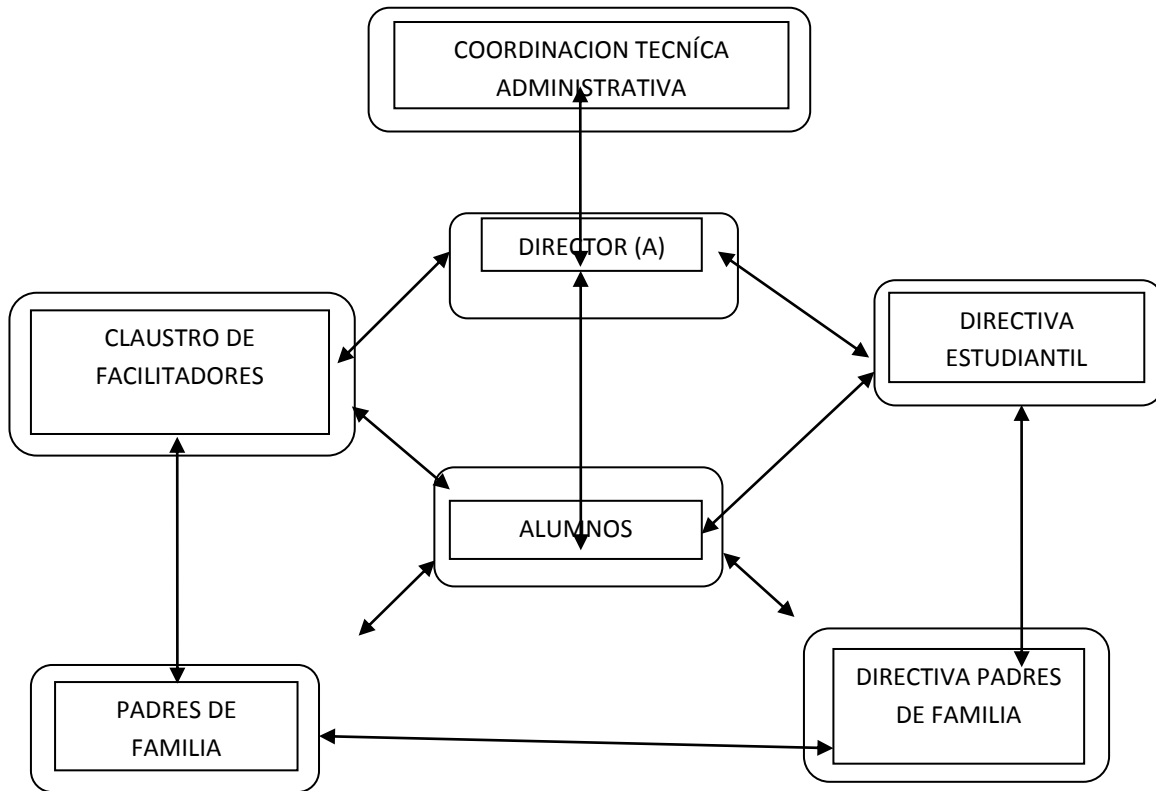 COORDINACION TECNÍCA
ADMINISTRATIVA
DIRECTOR (A)
CLAUSTRO DE
FACILITADORES
DIRECTIVA
ESTUDIANTIL
ALUMNOS
PADRES DE
FAMILIA
DIRECTIVA PADRES
DE FAMILIA